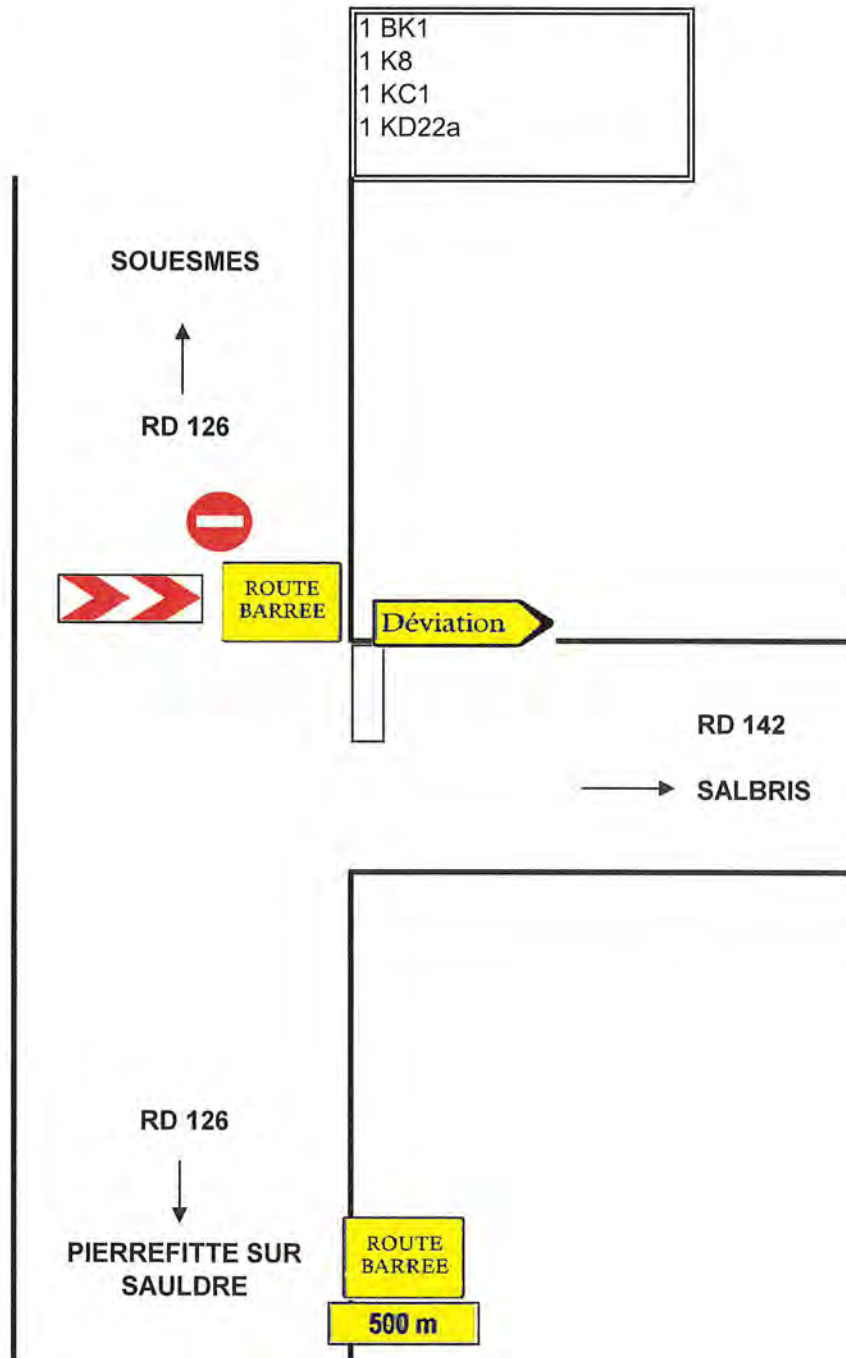 1 BK1
1 K8
1 KC1
1 KD22a
SOUESMES
RD 126
ROUTE
BARREE
Déviation
RD 142
SALBRIS
RD 126
PIERREFITTE SUR
SAULDRE
ROUTE
BARREE
500 m